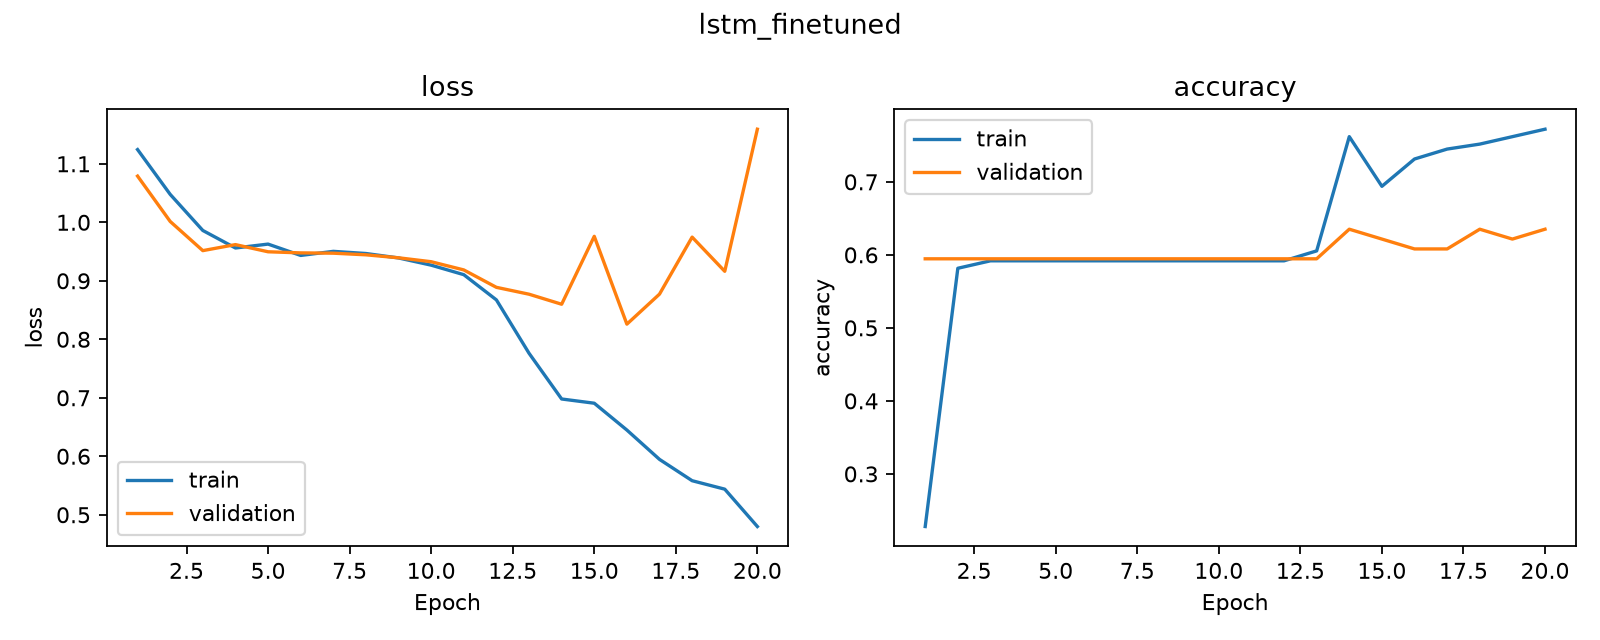 lstm_finetuned
loss
1.1
1.0
0.9
0.8
0.7
0.6
0.5
loss
train
validation
2.5 5.0 7.5 10.0 12.5 15.0 17.5 20.0
Epoch
accuracy
train
validation
0.7
0.6
0.5
0.4
0.3
accuracy
2.5 5.0 7.5 10.0 12.5 15.0 17.5 20.0
Epoch